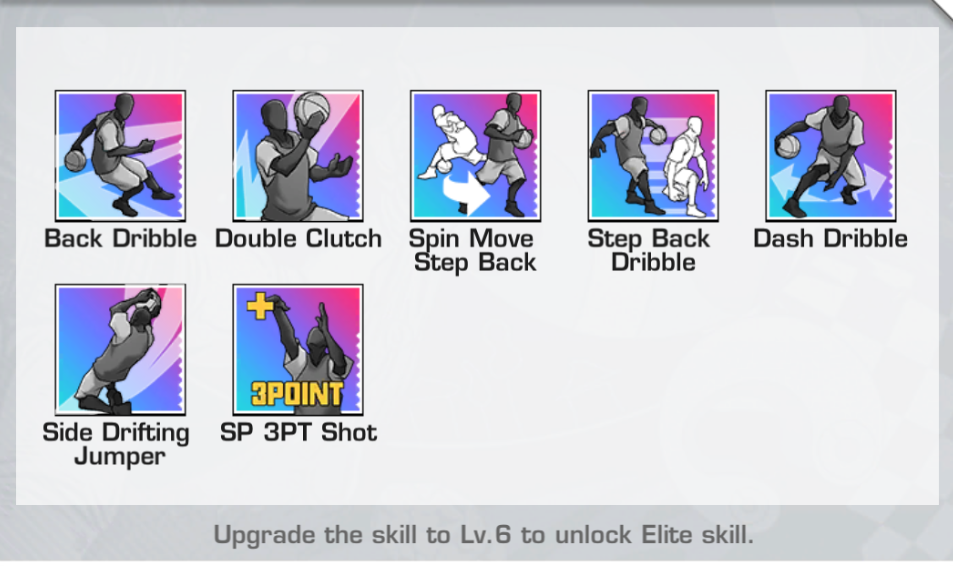 Back Dribble
Double Clutch
Spin Move
Step Back
Step Back
Dribble
Dash Dribble
3POINT
Side Drifting
Jumper
SP 3PT Shot
Upgrade the skill to Lv.6 to unlock Elite skill.